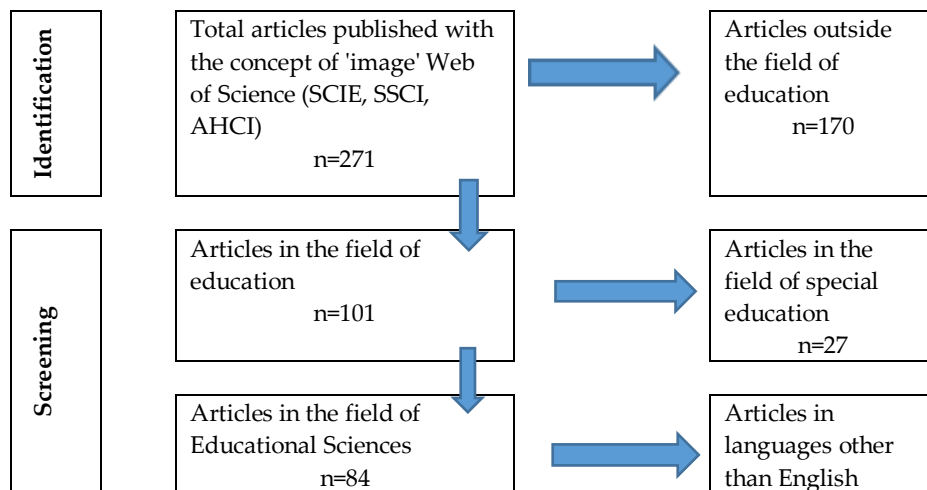 Identification
Total articles published with
the concept of 'image' Web
of Science (SCIE, SSCI,
AHCI)
n=271
Articles outside
the field of
education
n=170
Screening
Articles in the field of
education
n=101
Articles in the
field of special
education
n=27
Articles in the field of
Educational Sciences
n=84
Articles in
languages other
than English